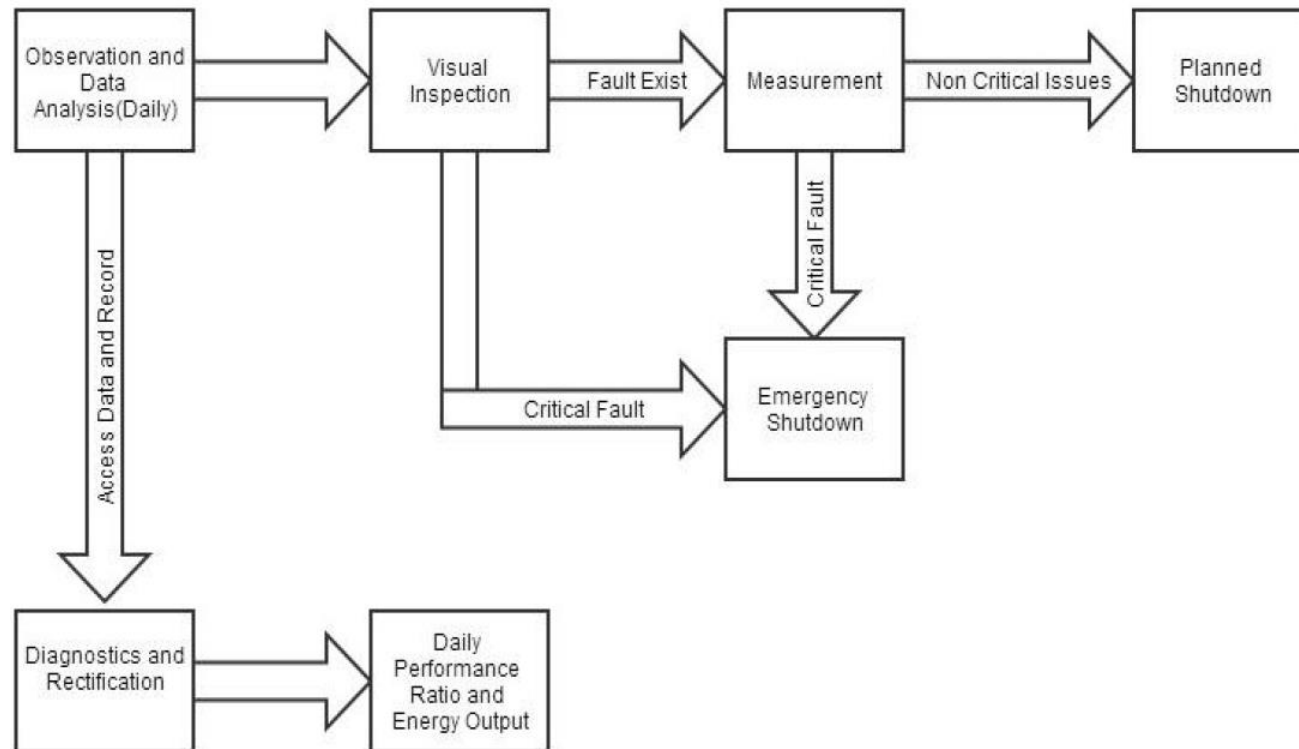 Observation and
Data
Analysis(Daily)
Visual
Inspection
Fault Exist
Measurement
Non Critical Issues
Planned
Shutdown
Access Data and Record
Critical Fault
Critical Fault
Emergency
Shutdown
Diagnostics and
Rectification
Daily
Performance
Ratio and
Energy Output